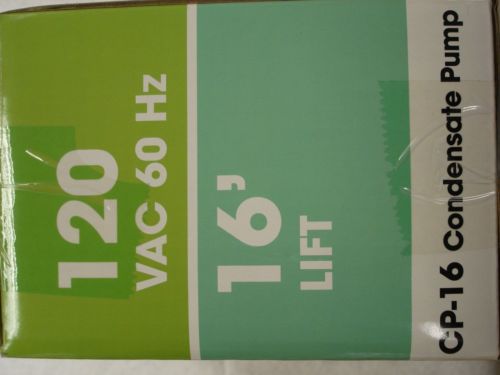 120
VAC 60 Hz
16'
LIFT
CP-16 Condensate Pump